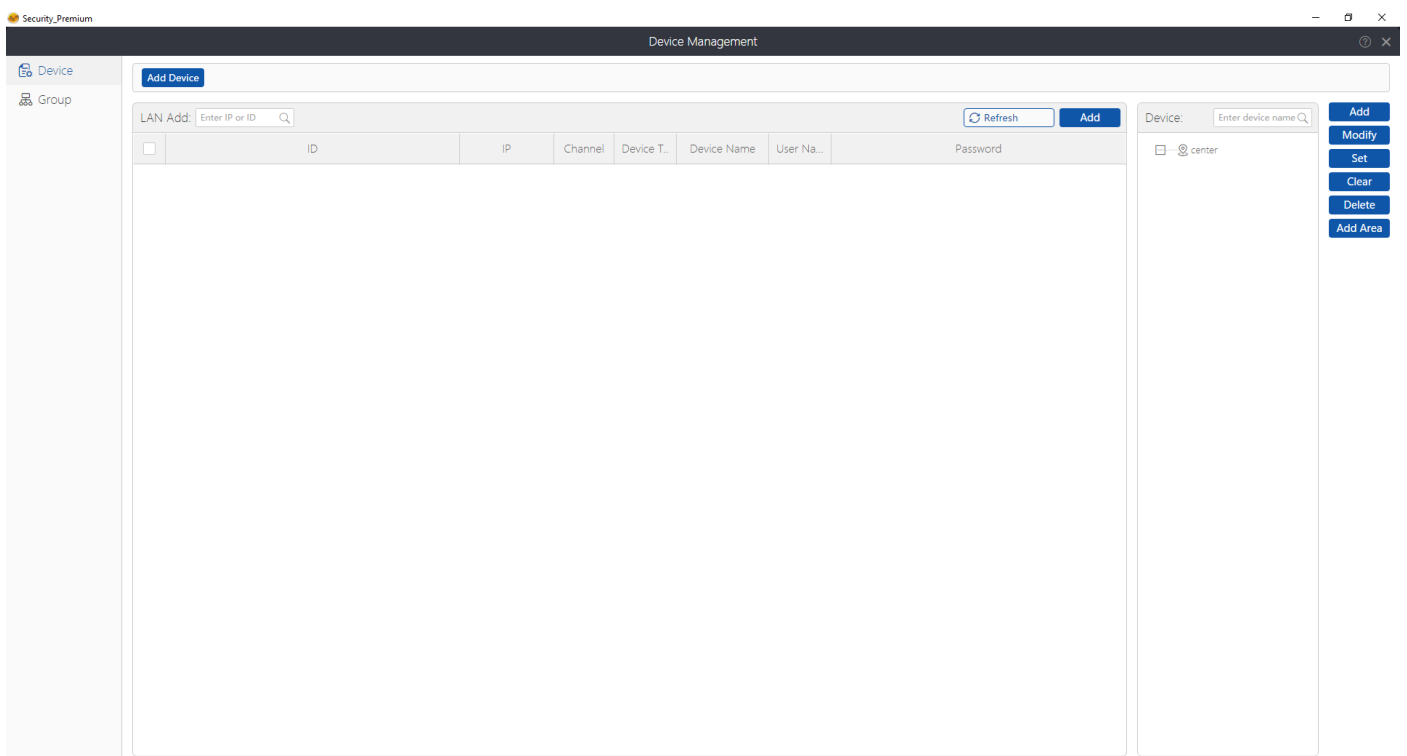 Security_Premium
Device Management
Device
Group
Add Device
LAN Add: Enter IP or ID
Refresh
Add
ID IP Channel Device T... Device Name User Na... Password
Device: Enter device name
center
Add
Modify
Set
Clear
Delete
Add Area